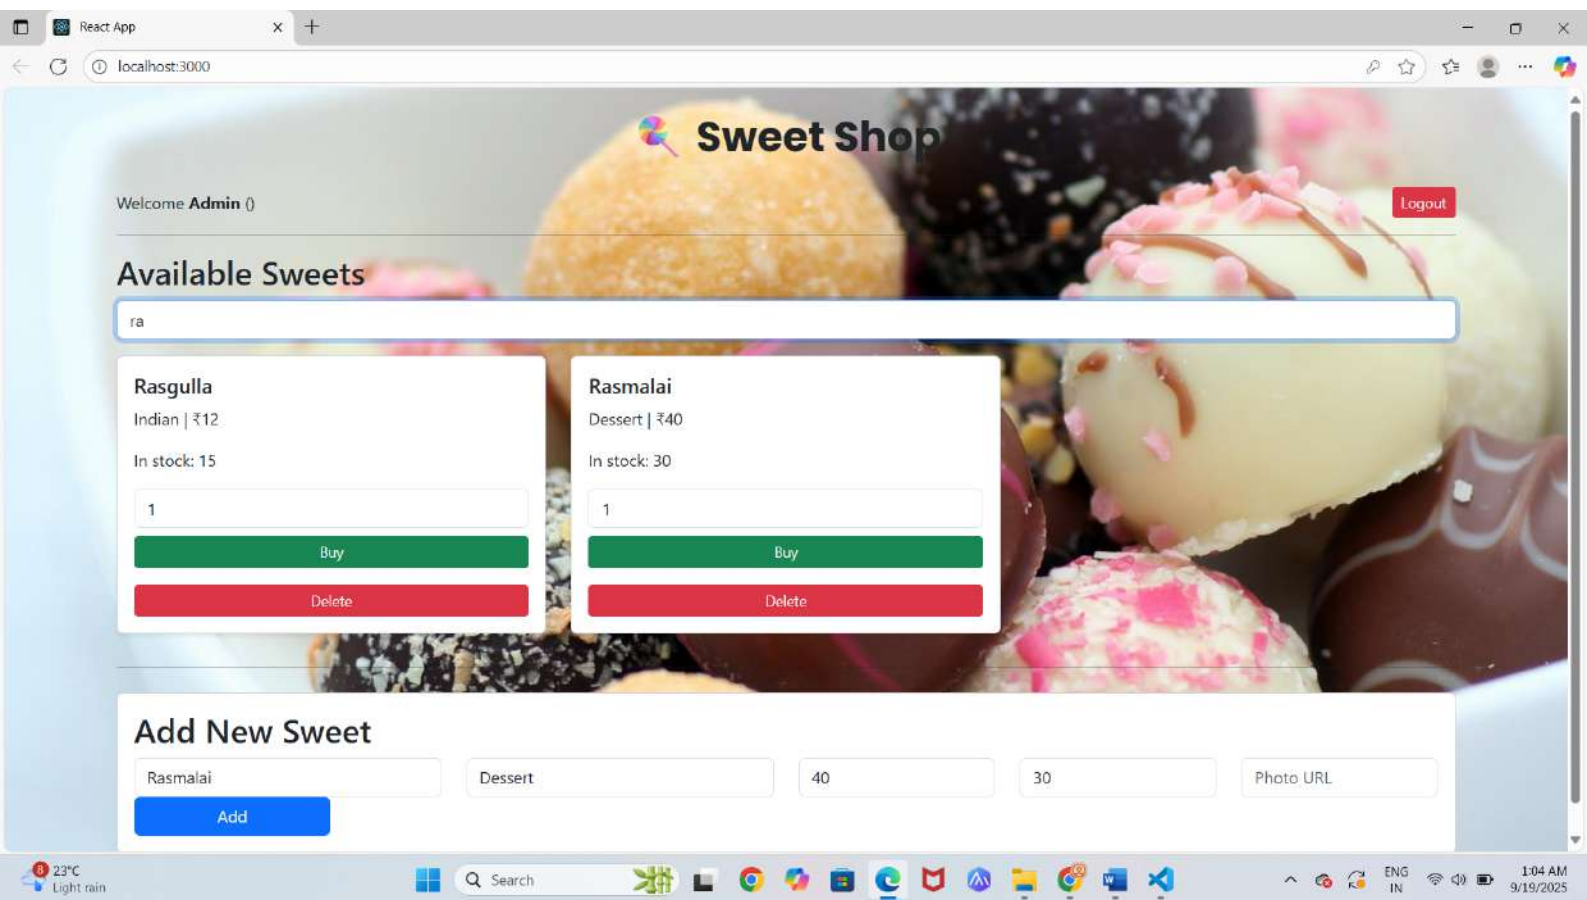 React App
localhost:3000
Sweet Shop
Welcome Admin ()
Logout
Available Sweets
ra
Rasgulla
Indian | ₹12
In stock: 15
1
Buy
Delete
Rasmalai
Dessert | ₹40
In stock: 30
1
Buy
Delete
Add New Sweet
Rasmalai
Dessert
40
30
Photo URL
Add
8
23°C
Light rain
Search
ENG
IN
1:04 AM
9/19/2025